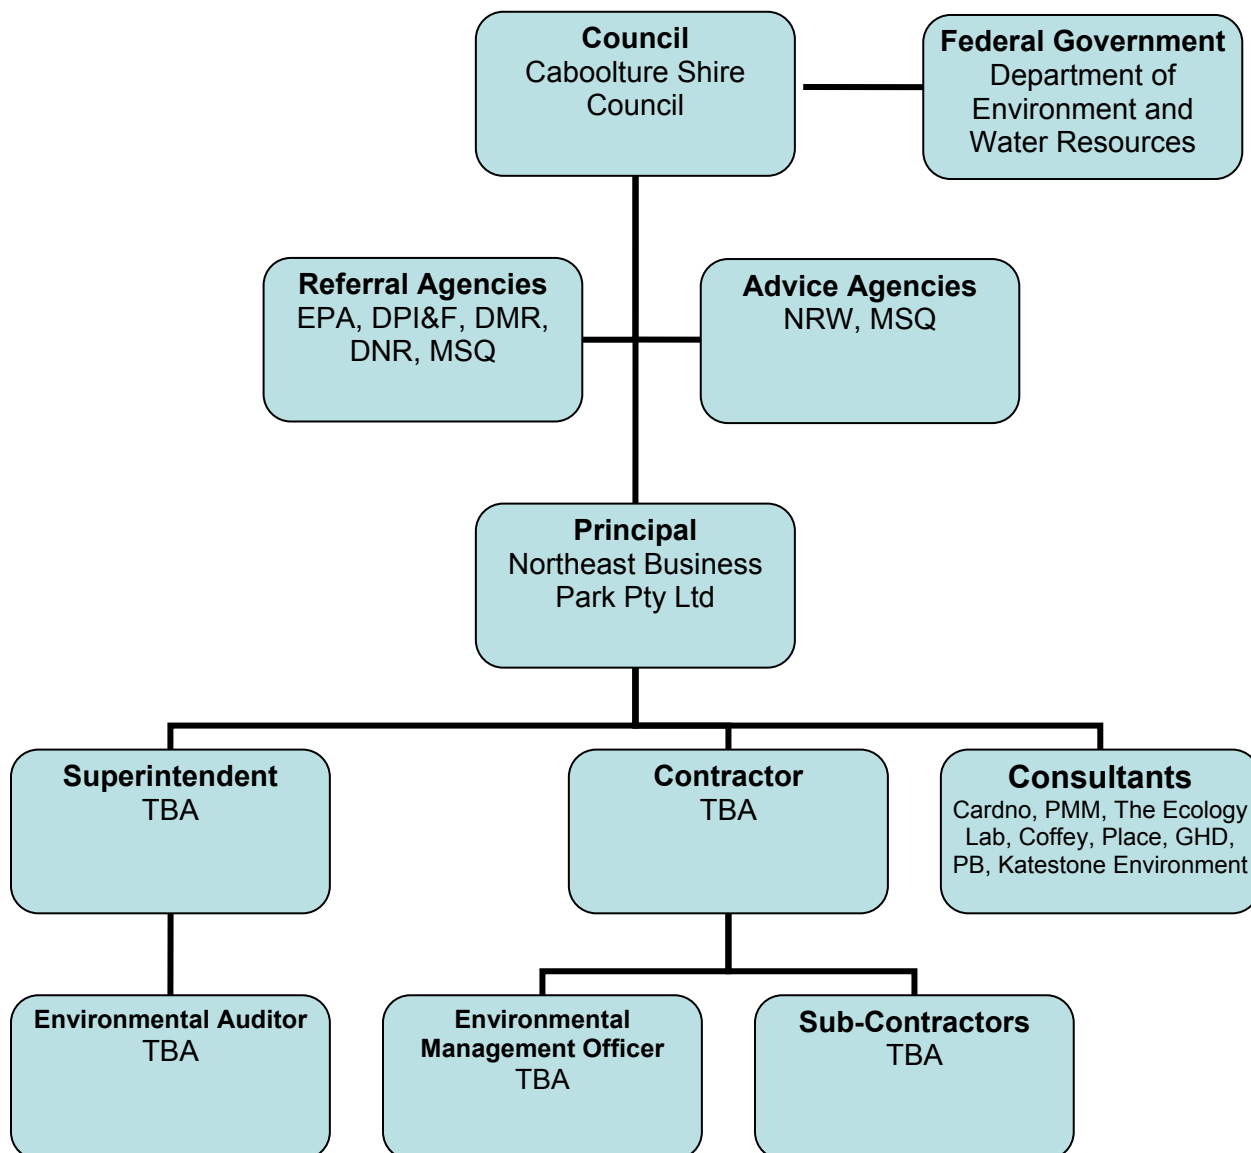 Council
Caboolture Shire
Council
Federal Government
Department of
Environment and
Water Resources
Referral Agencies
EPA, DPI&F, DMR,
DNR, MSQ
Advice Agencies
NRW, MSQ
Principal
Northeast Business
Park Pty Ltd
Superintendent
TBA
Contractor
TBA
Consultants
Cardno, PMM, The Ecology
Lab, Coffey, Place, GHD,
PB, Katestone Environment
Environmental Auditor
TBA
Environmental
Management Officer
TBA
Sub-Contractors
TBA